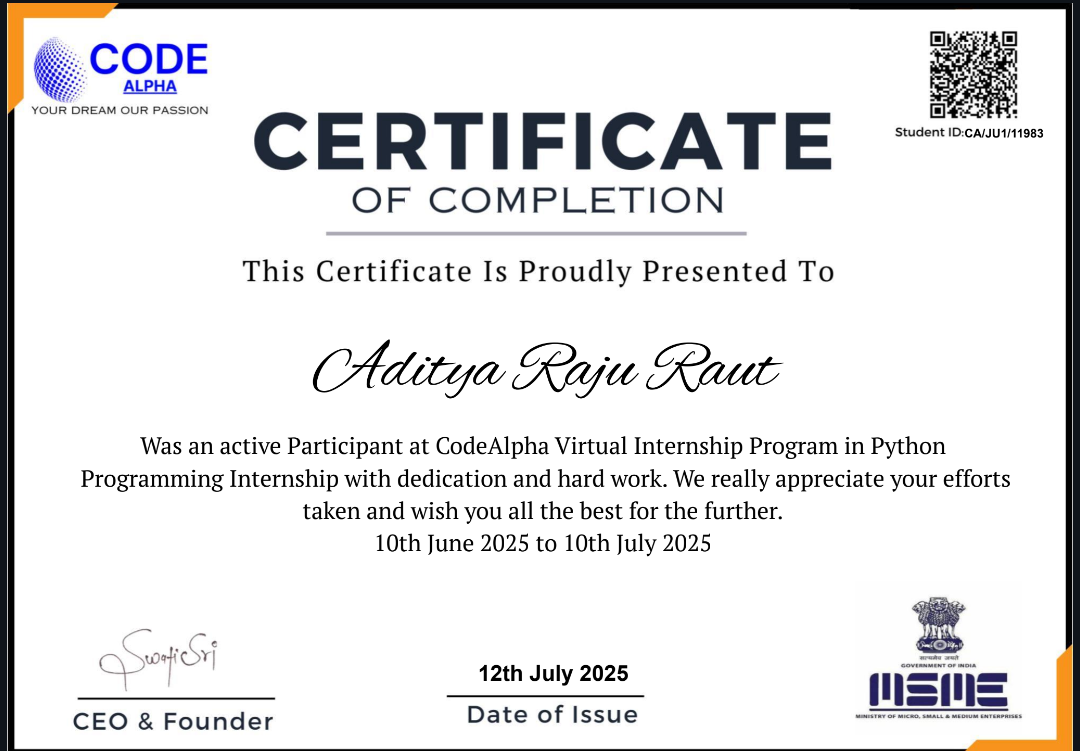 CODE
ALPHA
YOUR DREAM OUR PASSION
Student ID:CA/JU1/11983
CERTIFICATE
OF COMPLETION
This Certificate Is Proudly Presented To
Aditya Raju Raut
Was an active Participant at CodeAlpha Virtual Internship Program in Python
Programming Internship with dedication and hard work. We really appreciate your efforts
taken and wish you all the best for the further.
10th June 2025 to 10th July 2025
SwatiSri
CEO & Founder
12th July 2025
Date of Issue
सत्यमेव जयते
GOVERNMENT OF INDIA
MSME
MINISTRY OF MICRO, SMALL & MEDIUM ENTERPRISES